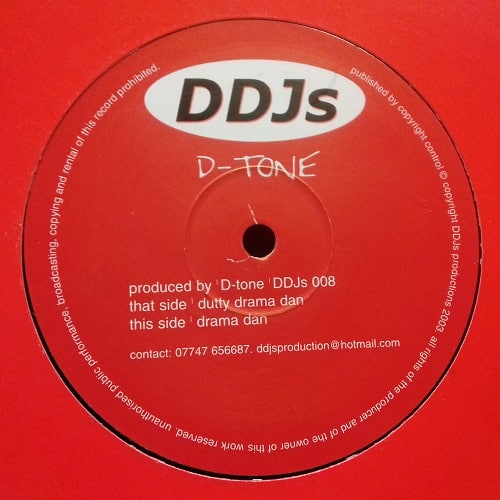 DDJs
D-TONE
produced by ' D-tone ' DDJs 008
that side ' dutty drama dan
this side ' drama dan
contact: 07747 656687. ddjsproduction@hotmail.com
published by copyright control © copyright DDJs productions 2003. all rights of the producer and of the owner of this work reserved. unauthorised public performance, broadcasting, copying and rental of this record prohibited.